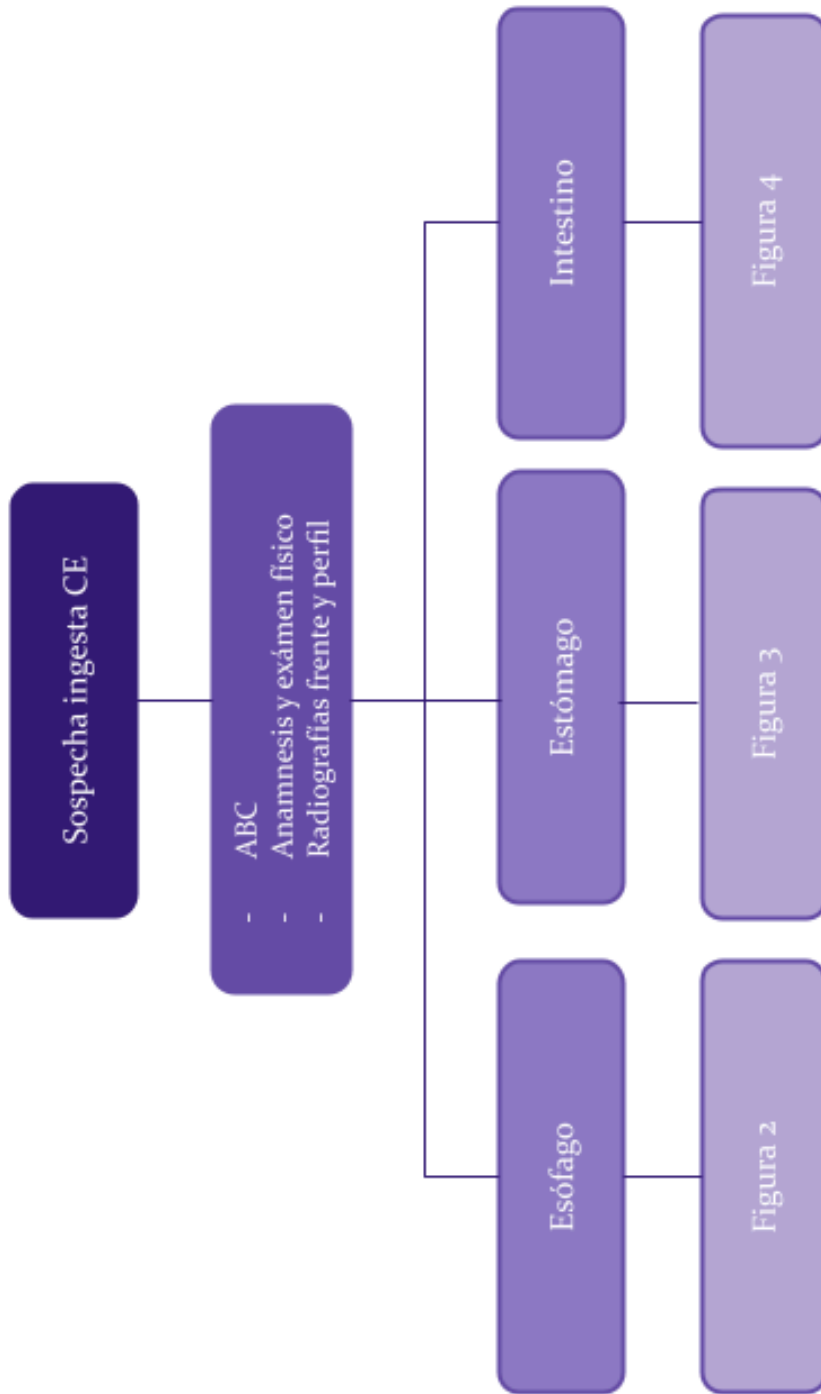 Sospecha ingesta CE
- ABC
- Anamnesis y exámen físico
- Radiografías frente y perfil
Esófago
Estómago
Intestino
Figura 2
Figura 3
Figura 4